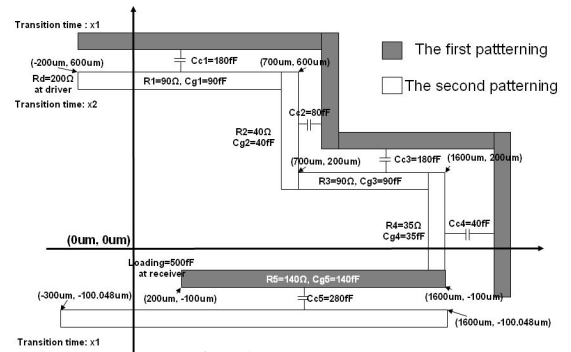 Transition time : x1
The first pattterning
(-200um, 600um)
Cc1=180fF
(700um, 600um)
Rd=200Ω
at driver
R1=90Ω, Cg1=90fF
The second patterning
Transition time: x2
Cc2=80fF
R2=40Ω
Cg2=40fF
(700um, 200um)
Cc3=180fF
(1600um, 200um)
R3=90Ω, Cg3=90fF
R4=35Ω
Cg4=35fF
Cc4=40fF
(0um, 0um)
Loading=500fF
at receiver
R5=140Ω, Cg5=140fF
(-300um, -100.048um)
(200um, -100um)
Cc5=280fF
(1600um, -100um)
(1600um, -100.048um)
Transition time: x1